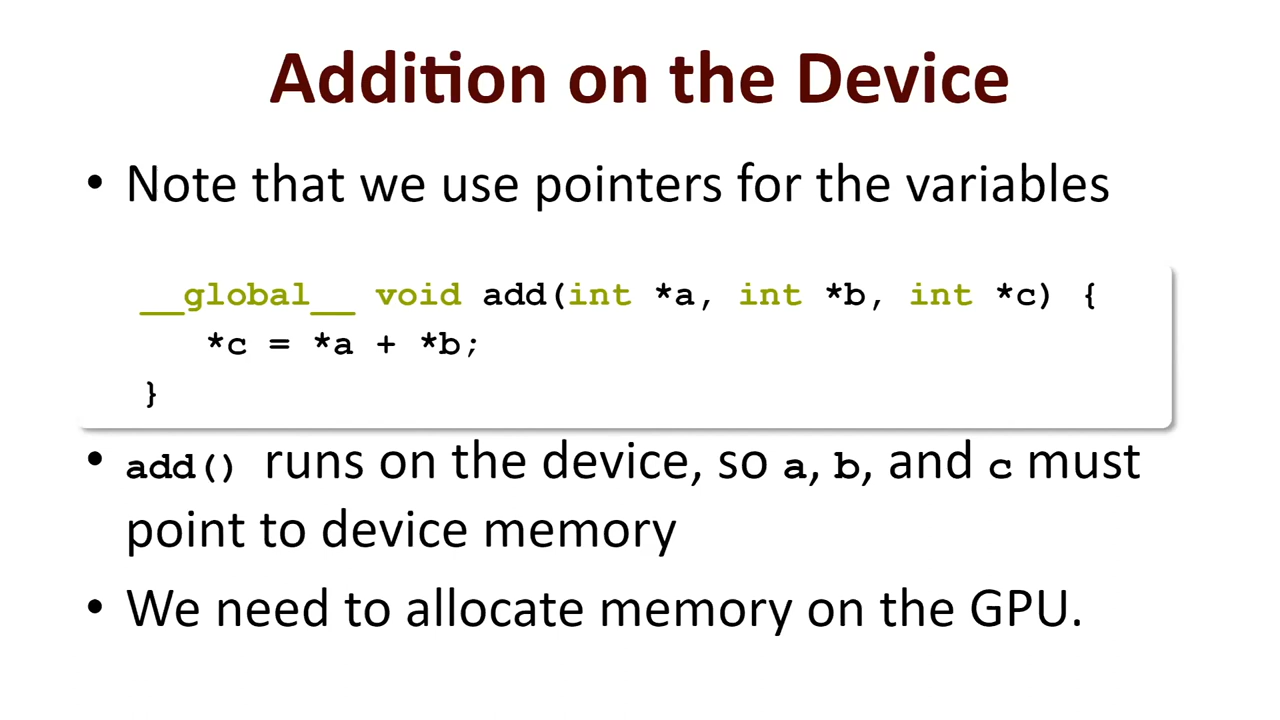 Addition on the Device
• Note that we use pointers for the variables
__global__ void add(int *a, int *b, int *c) {
*c = *a + *b;
}
• add() runs on the device, so a, b, and c must
point to device memory
• We need to allocate memory on the GPU.